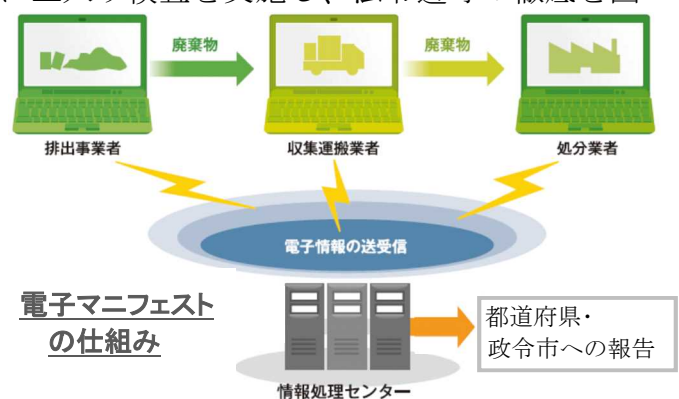 廃棄物
廃棄物
排出事業者
収集運搬業者
処分業者
電子情報の送受信
電子マニフェスト
の仕組み
都道府県・
政令市への報告
情報処理センター